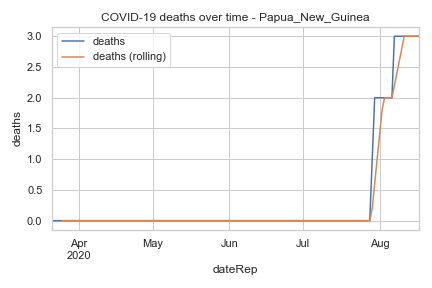 COVID-19 deaths over time - Papua_New_Guinea
deaths
deaths (rolling)
3.0
2.5
2.0
1.5
1.0
0.5
0.0
deaths
Apr
2020
May
Jun
Jul
Aug
dateRep